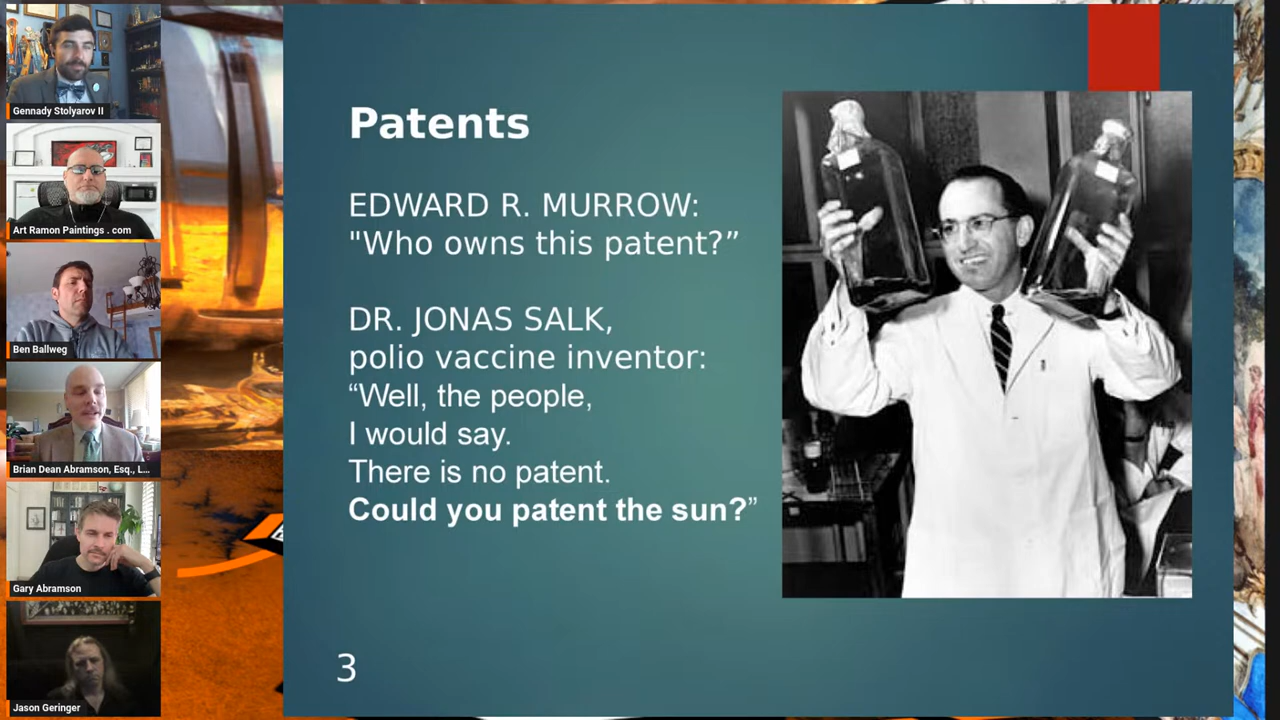 Gennady Stolyarov II
Art Ramon Paintings . com
Ben Ballweg
Brian Dean Abramson, Esq., L...
Gary Abramson
Jason Geringer
Patents
EDWARD R. MURROW:
"Who owns this patent?”
DR. JONAS SALK,
polio vaccine inventor:
“Well, the people,
I would say.
There is no patent.
Could you patent the sun?”
3